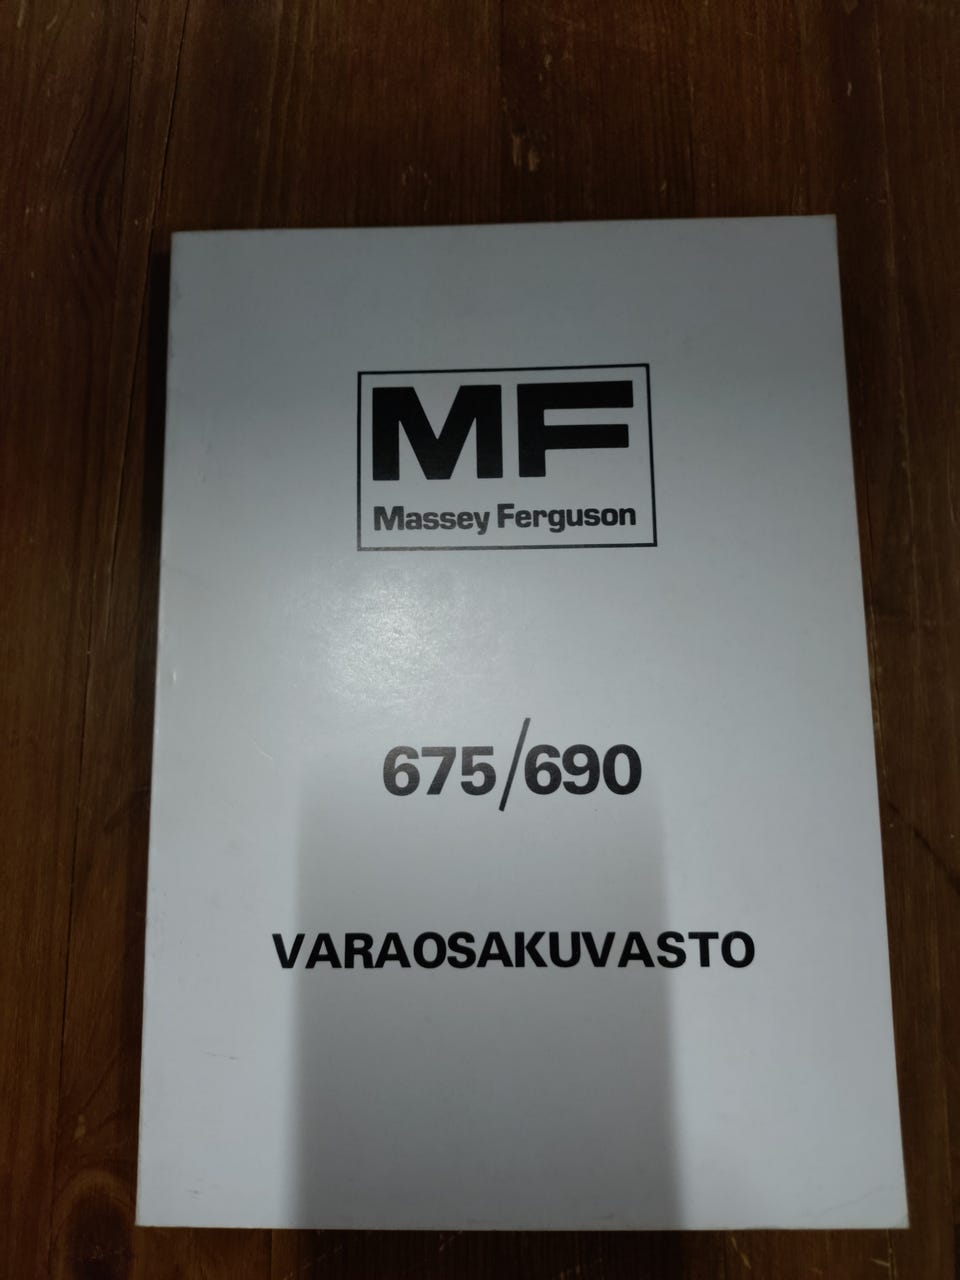 MF
Massey Ferguson
675/690
VARAOSAKUVASTO